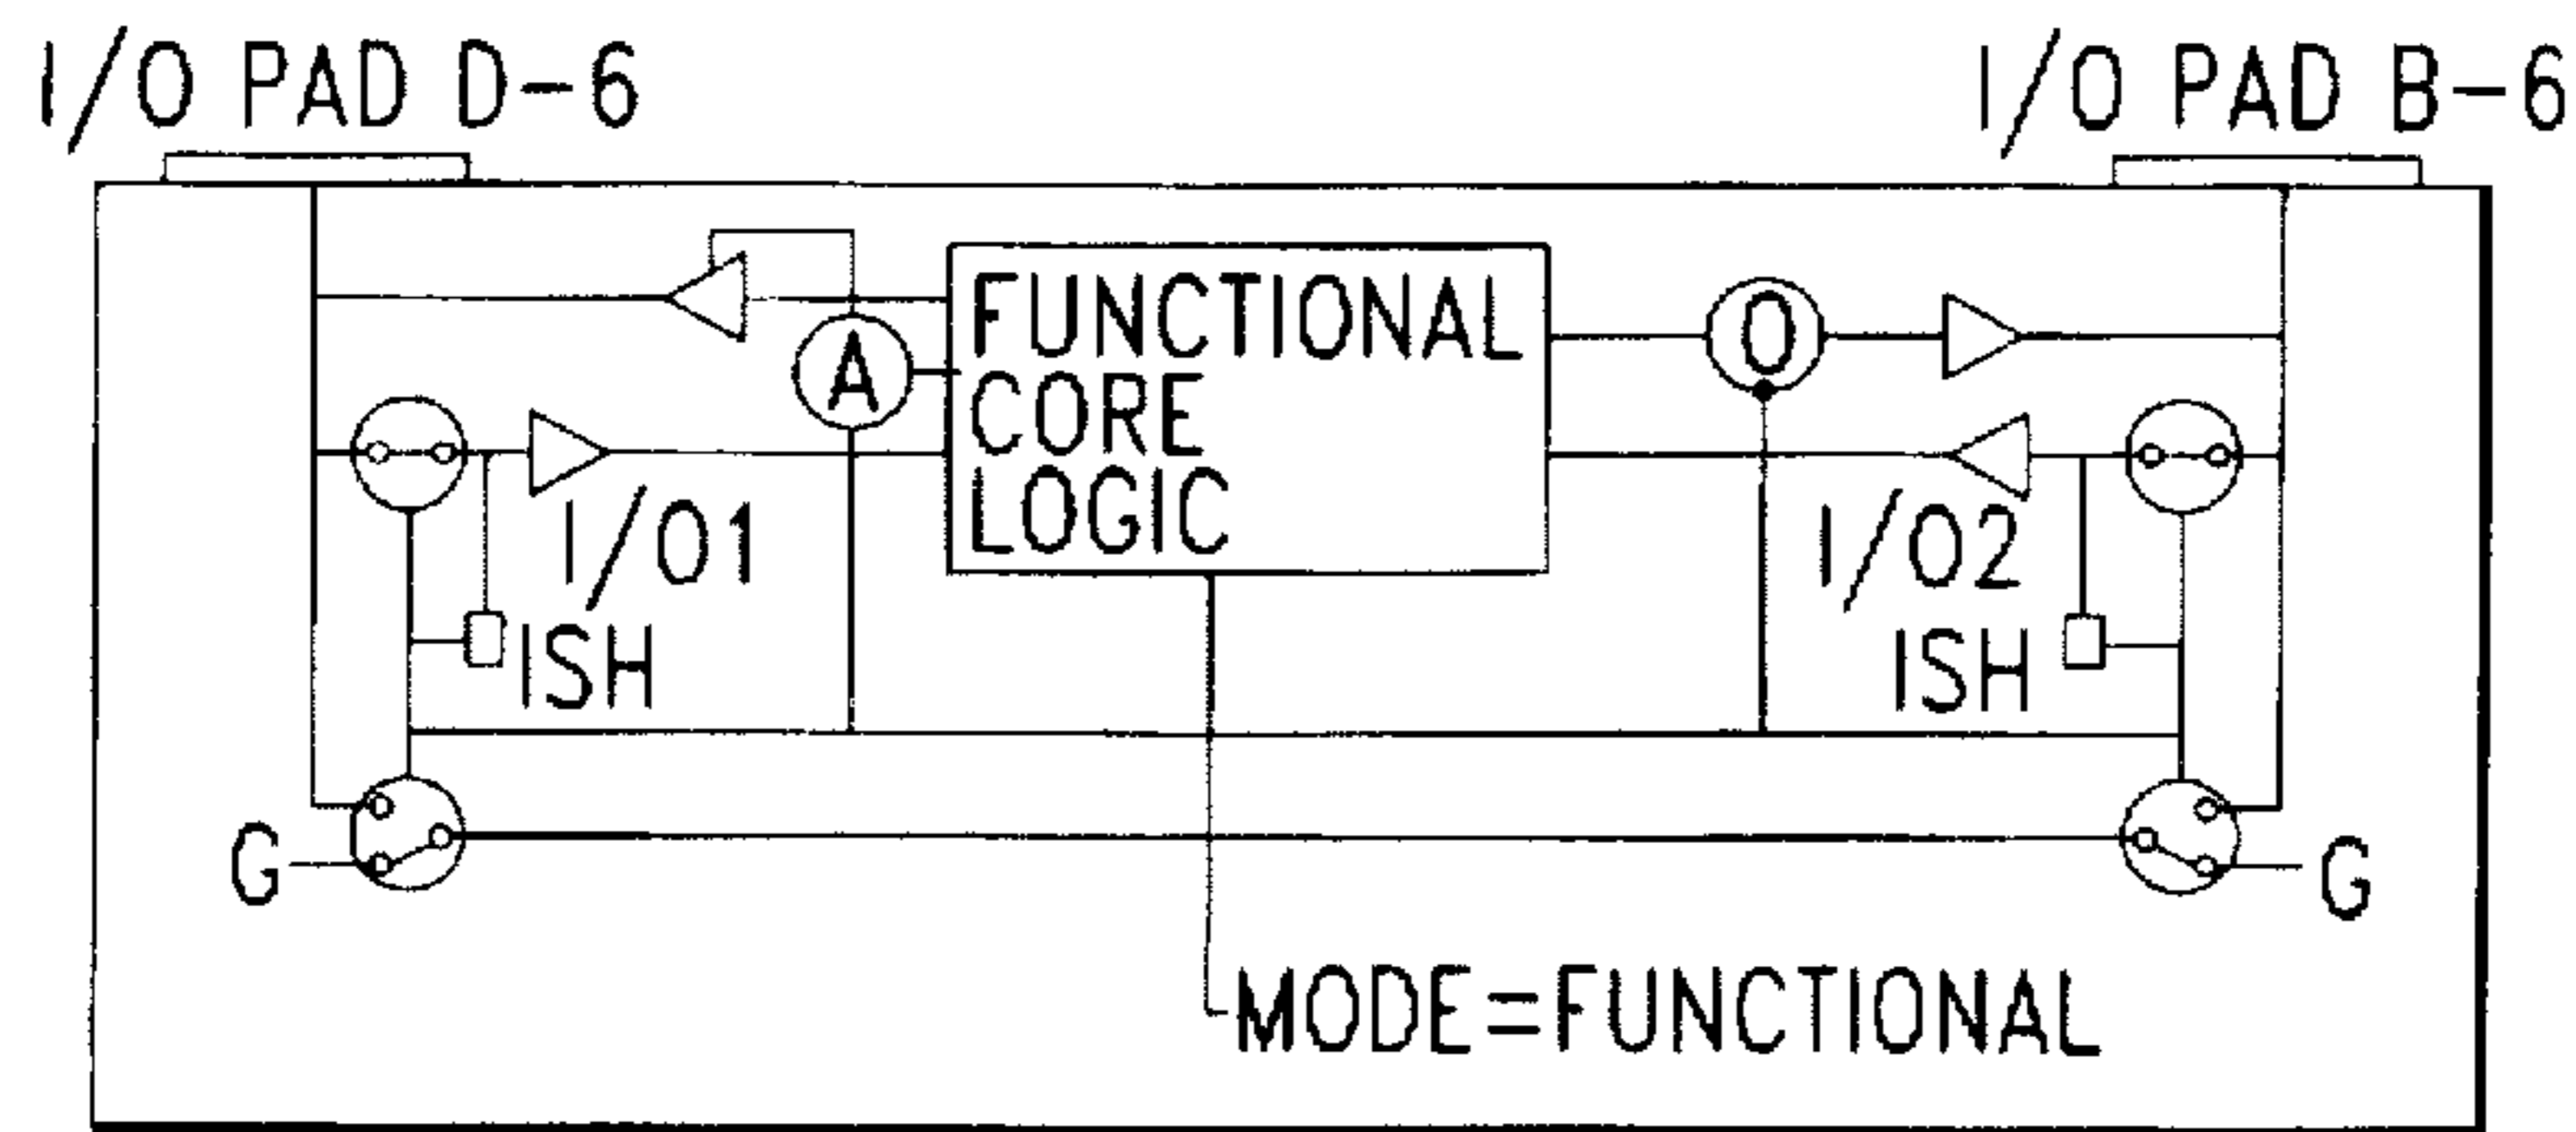 I/O PAD D-6
I/O PAD B-6
FUNCTIONAL
CORE
LOGIC
A
O
I/O1
ISH
I/O2
ISH
G
G
MODE=FUNCTIONAL